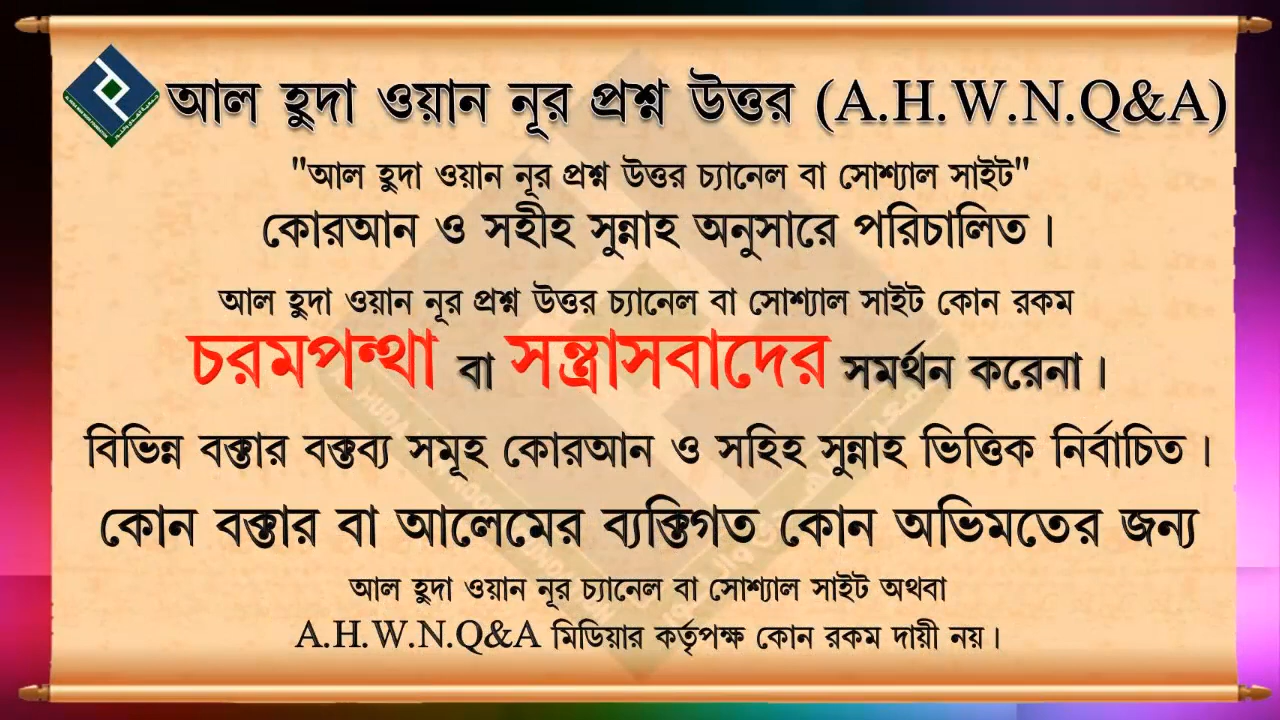 আল হুদা ওয়ান নূর প্রশ্ন উত্তর (A.H.W.N.Q&A)
"আল হুদা ওয়ান নূর প্রশ্ন উত্তর চ্যানেল বা সোশ্যাল সাইট"
কোরআন ও সহীহ সুন্নাহ অনুসারে পরিচালিত।
আল হুদা ওয়ান নূর প্রশ্ন উত্তর চ্যানেল বা সোশ্যাল সাইট কোন রকম
চরমপন্থা বা সন্ত্রাসবাদের সমর্থন করেনা।
বিভিন্ন বক্তার বক্তব্য সমূহ কোরআন ও সহিহ সুন্নাহ ভিত্তিক নির্বাচিত।
কোন বক্তার বা আলেমের ব্যক্তিগত কোন অভিমতের জন্য
আল হুদা ওয়ান নূর চ্যানেল বা সোশ্যাল সাইট অথবা
A.H.W.N.Q&A মিডিয়ার কর্তৃপক্ষ কোন রকম দায়ী নয়।